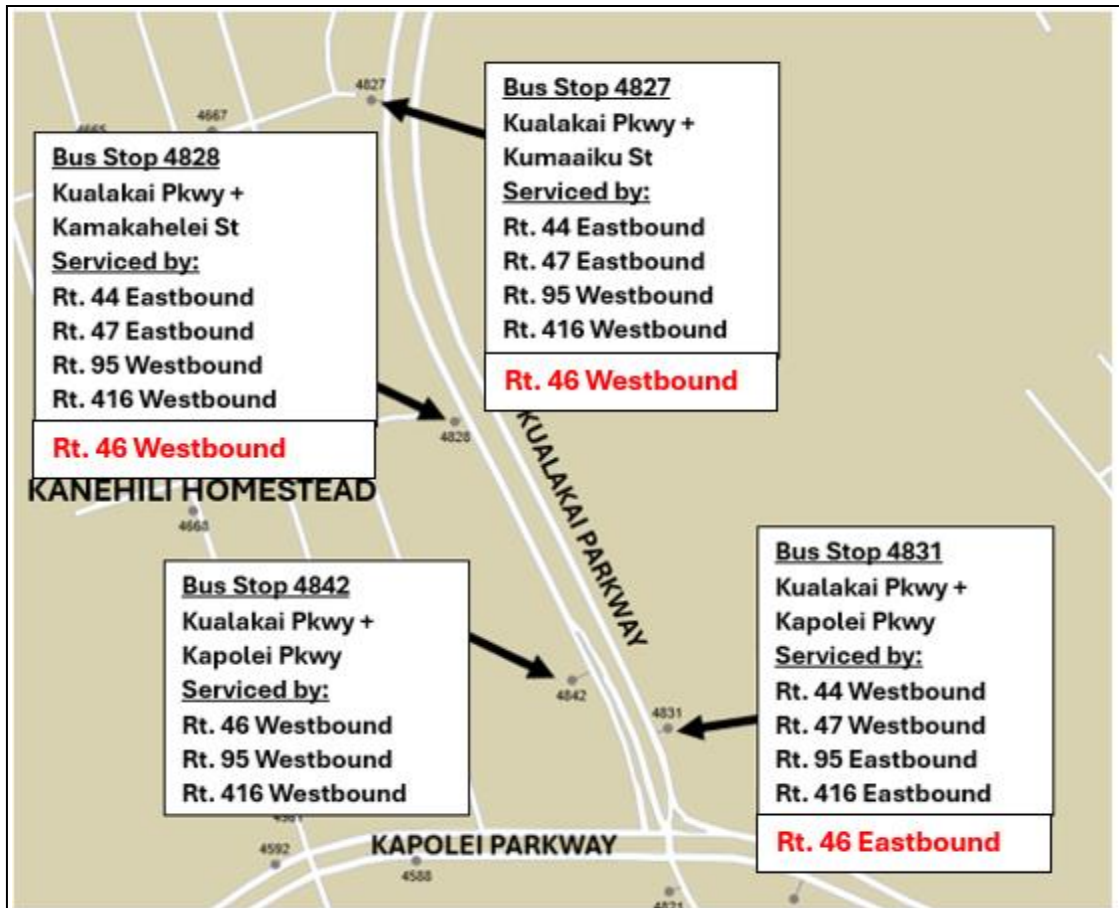 4827
4667
4665
Bus Stop 4827
Kualakai Pkwy +
Kumaaiku St
Serviced by:
Rt. 44 Eastbound
Rt. 47 Eastbound
Rt. 95 Westbound
Rt. 416 Westbound
Rt. 46 Westbound
Bus Stop 4828
Kualakai Pkwy +
Kamakahelei St
Serviced by:
Rt. 44 Eastbound
Rt. 47 Eastbound
Rt. 95 Westbound
Rt. 416 Westbound
Rt. 46 Westbound
4828
KUALAKAI PARKWAY
KANEHILI HOMESTEAD
4668
Bus Stop 4842
Kualakai Pkwy +
Kapolei Pkwy
Serviced by:
Rt. 46 Westbound
Rt. 95 Westbound
Rt. 416 Westbound
4842
4831
Bus Stop 4831
Kualakai Pkwy +
Kapolei Pkwy
Serviced by:
Rt. 44 Westbound
Rt. 47 Westbound
Rt. 95 Eastbound
Rt. 416 Eastbound
Rt. 46 Eastbound
4592
KAPOLEI PARKWAY
4588